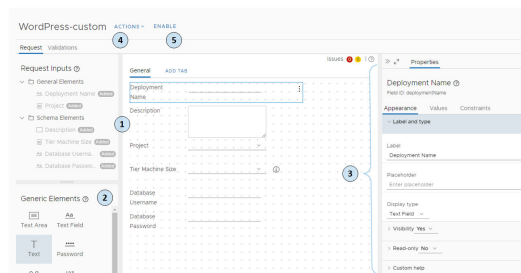 WordPress-custom ACTIONS ENABLE
4 5
Request Validations
Request Inputs
General Elements
Deployment Name Added
Project Added
Schema Elements
Description Added
Tier Machine Size Added
Database Userna... Added
Database Passwo... Added
Generic Elements 2
Text Area Text Field
Text Password
Issues 0 0
General ADD TAB
Deployment
Name
1 Description
Project
Tier Machine Size
Database
Username
Database
Password
3
Properties
Deployment Name
Field ID: deploymentName
Appearance Values Constraints
Label and type
Label
Deployment Name
Placeholder
Enter placeholder
Display type
Text Field
Visibility Yes
Read-only No
Custom help